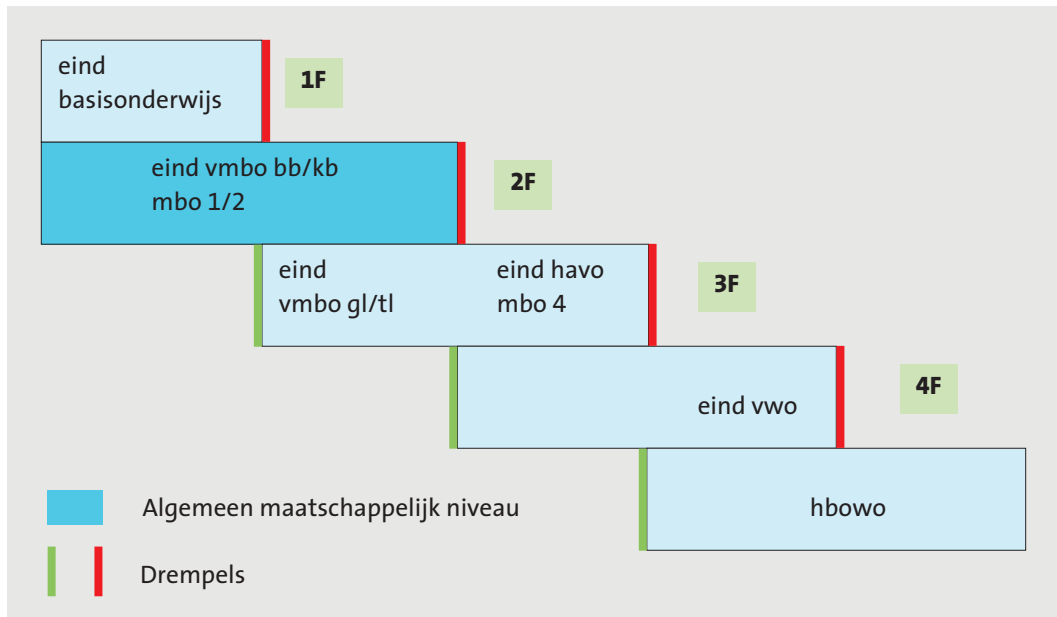 eind
basisonderwijs
1F
eind vmbo bb/kb
mbo 1/2
2F
eind
vmbo gl/tl
eind havo
mbo 4
3F
eind vwo
4F
hbowo
Algemeen maatschappelijk niveau
Drempels